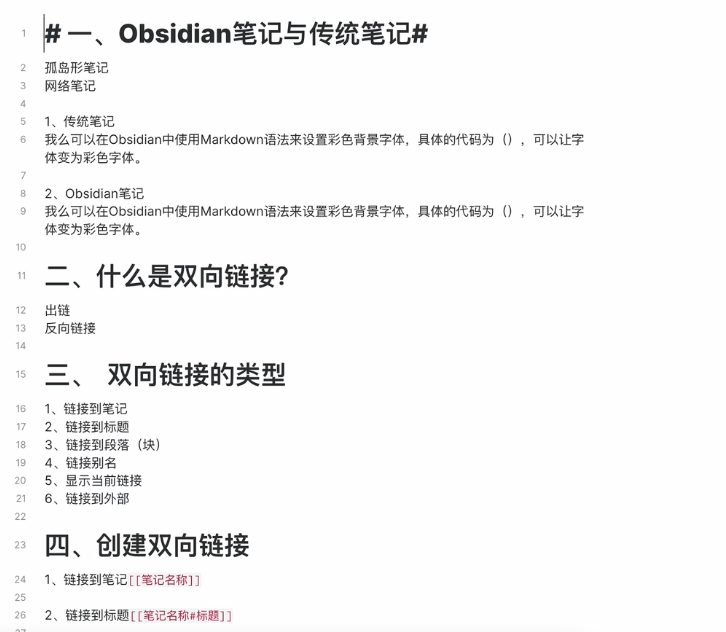 1 # 一、Obsidian笔记与传统笔记#
2 孤岛形笔记
3 网络笔记
4
5 1、传统笔记
6 我么可以在Obsidian中使用Markdown语法来设置彩色背景字体，具体的代码为（），可以让字
体变为彩色字体。
7
8 2、Obsidian笔记
9 我么可以在Obsidian中使用Markdown语法来设置彩色背景字体，具体的代码为（），可以让字
体变为彩色字体。
10
11 二、什么是双向链接?
12 出链
13 反向链接
14
15 三、 双向链接的类型
16 1、链接到笔记
17 2、链接到标题
18 3、链接到段落（块）
19 4、链接别名
20 5、显示当前链接
21 6、链接到外部
22
23 四、创建双向链接
24 1、链接到笔记[[笔记名称]]
25
26 2、链接到标题[[笔记名称#标题]]